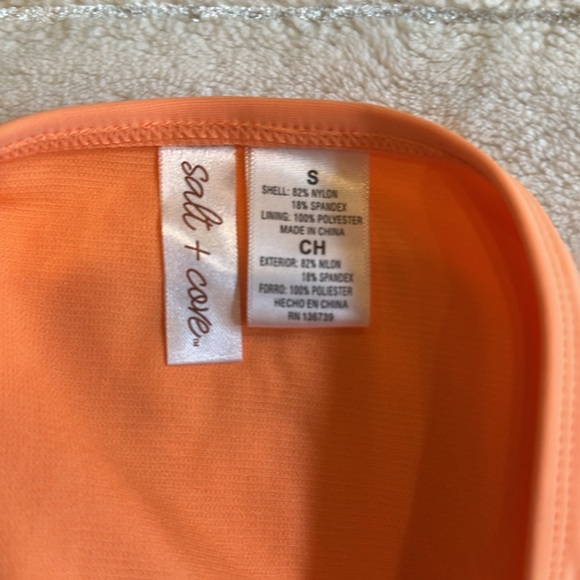 salt + cove™
S
SHELL: 82% NYLON
18% SPANDEX
LINING: 100% POLYESTER
MADE IN CHINA
CH
EXTERIOR: 82% NILON
18% SPANDEX
FORRO: 100% POLIESTER
HECHO EN CHINA
RN 136739